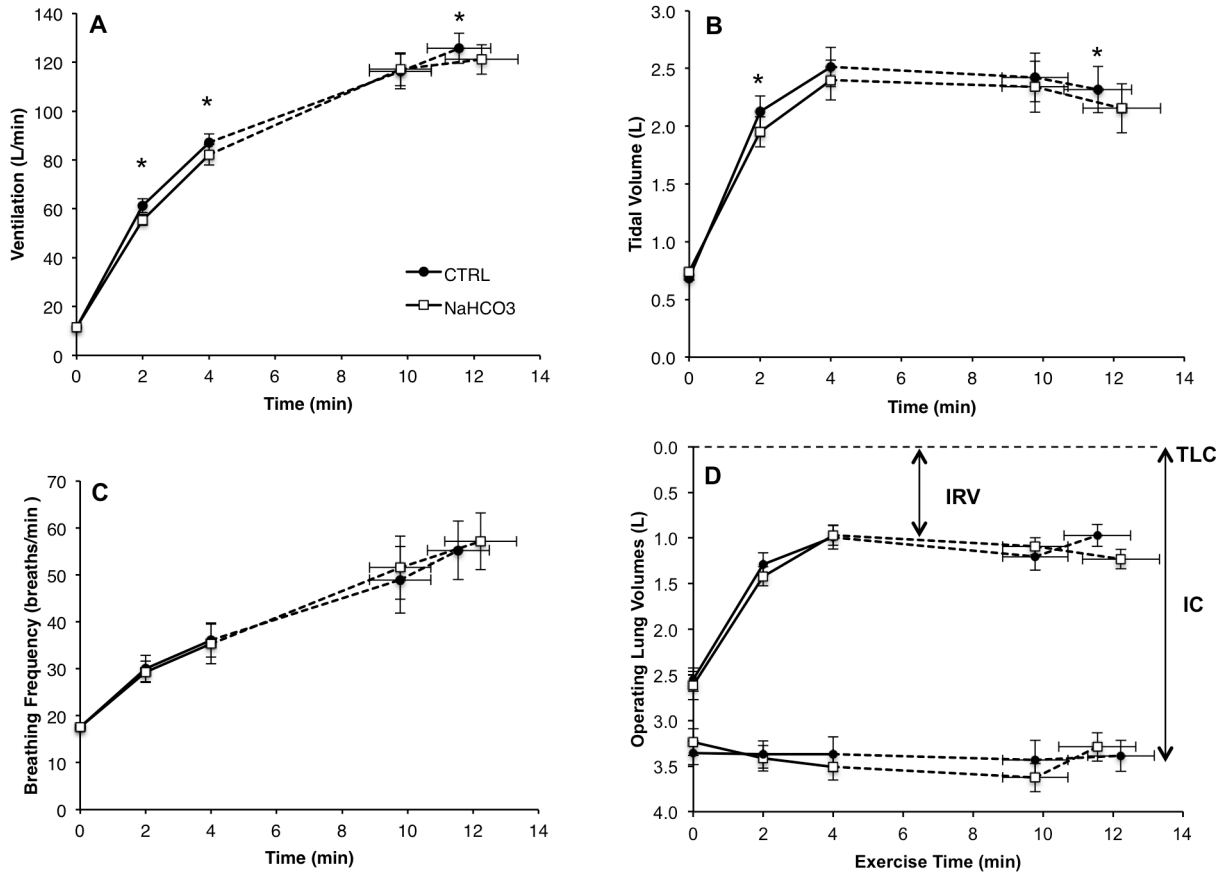 A
*
*
*
140
120
100
80
60
40
20
0
Ventilation (L/min)
CTRL
NaHCO3
0 2 4 6 8 10 12 14
Time (min)
B
*
*
3.0
2.5
2.0
1.5
1.0
0.5
0.0
Tidal Volume (L)
0 2 4 6 8 10 12 14
Time (min)
C
70
60
50
40
30
20
10
0
Breathing Frequency (breaths/min )
0 2 4 6 8 10 12 14
Time (min)
D
0.0
0.5
1.0
1.5
2.0
2.5
3.0
3.5
4.0
Operating Lung Volumes (L)
TLC
IRV
IC
0 2 4 6 8 10 12 14
Exercise Time (min)